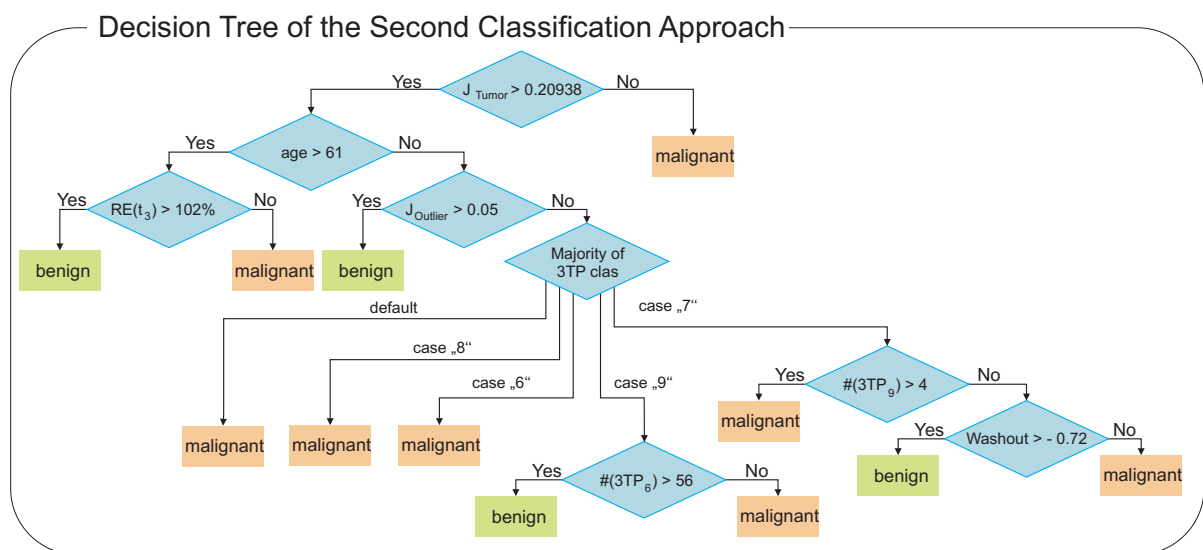 Decision Tree of the Second Classification Approach
Yes
J Tumor > 0.20938
No
malignant
Yes
age > 61
No
Yes
RE(t3) > 102%
No
Yes
JOutlier > 0.05
No
benign
malignant
benign
Majority of
3TP clas
default
case „7“
case „8“
case „6“
case „9“
Yes
#(3TP9) > 4
No
malignant
malignant
malignant
malignant
Yes
Washout > - 0.72
No
benign
malignant
Yes
#(3TP6) > 56
No
benign
malignant